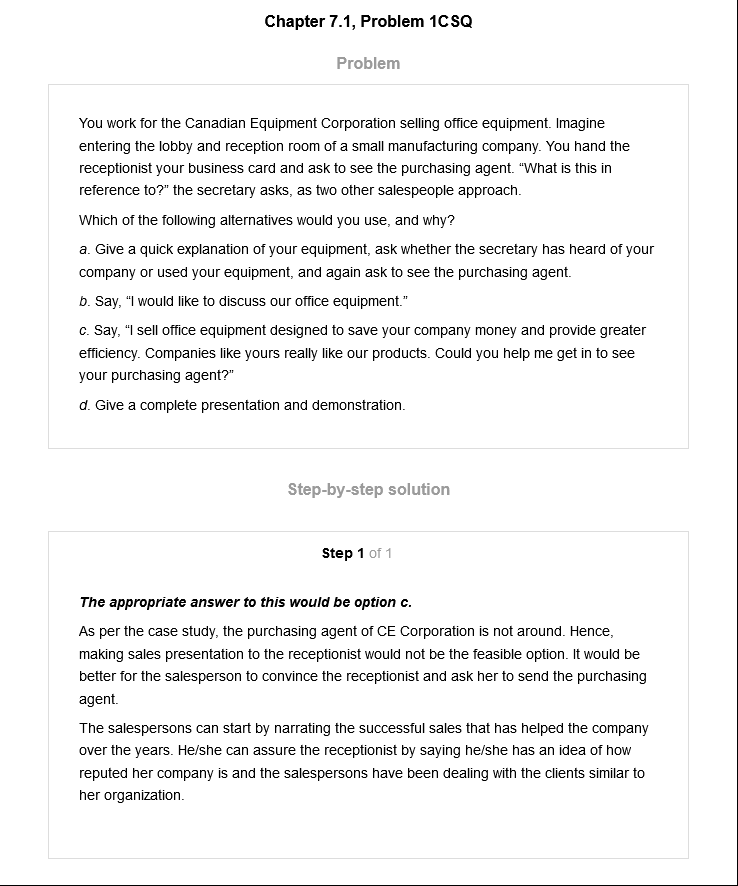 Chapter 7.1, Problem 1CSQ
Problem
You work for the Canadian Equipment Corporation selling office equipment. Imagine
entering the lobby and reception room of a small manufacturing company. You hand the
receptionist your business card and ask to see the purchasing agent. “What is this in
reference to?” the secretary asks, as two other salespeople approach.
Which of the following alternatives would you use, and why?
a. Give a quick explanation of your equipment, ask whether the secretary has heard of your
company or used your equipment, and again ask to see the purchasing agent.
b. Say, “I would like to discuss our office equipment.”
c. Say, “I sell office equipment designed to save your company money and provide greater
efficiency. Companies like yours really like our products. Could you help me get in to see
your purchasing agent?”
d. Give a complete presentation and demonstration.
Step-by-step solution
Step 1 of 1
The appropriate answer to this would be option c.
As per the case study, the purchasing agent of CE Corporation is not around. Hence,
making sales presentation to the receptionist would not be the feasible option. It would be
better for the salesperson to convince the receptionist and ask her to send the purchasing
agent.
The salespersons can start by narrating the successful sales that has helped the company
over the years. He/she can assure the receptionist by saying he/she has an idea of how
reputed her company is and the salespersons have been dealing with the clients similar to
her organization.